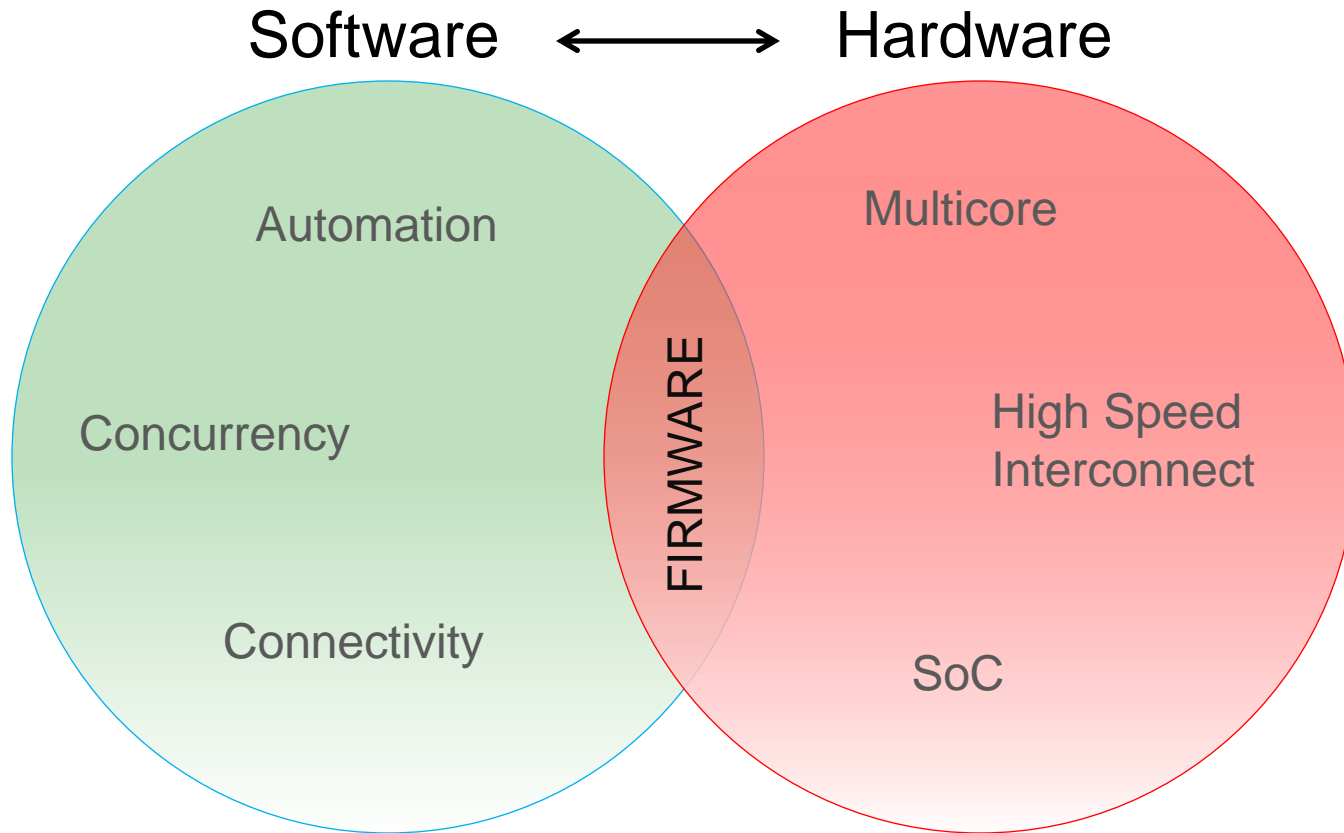 Software
Hardware
Automation
Concurrency
Connectivity
FIRMWARE
Multicore
High Speed
Interconnect
SoC